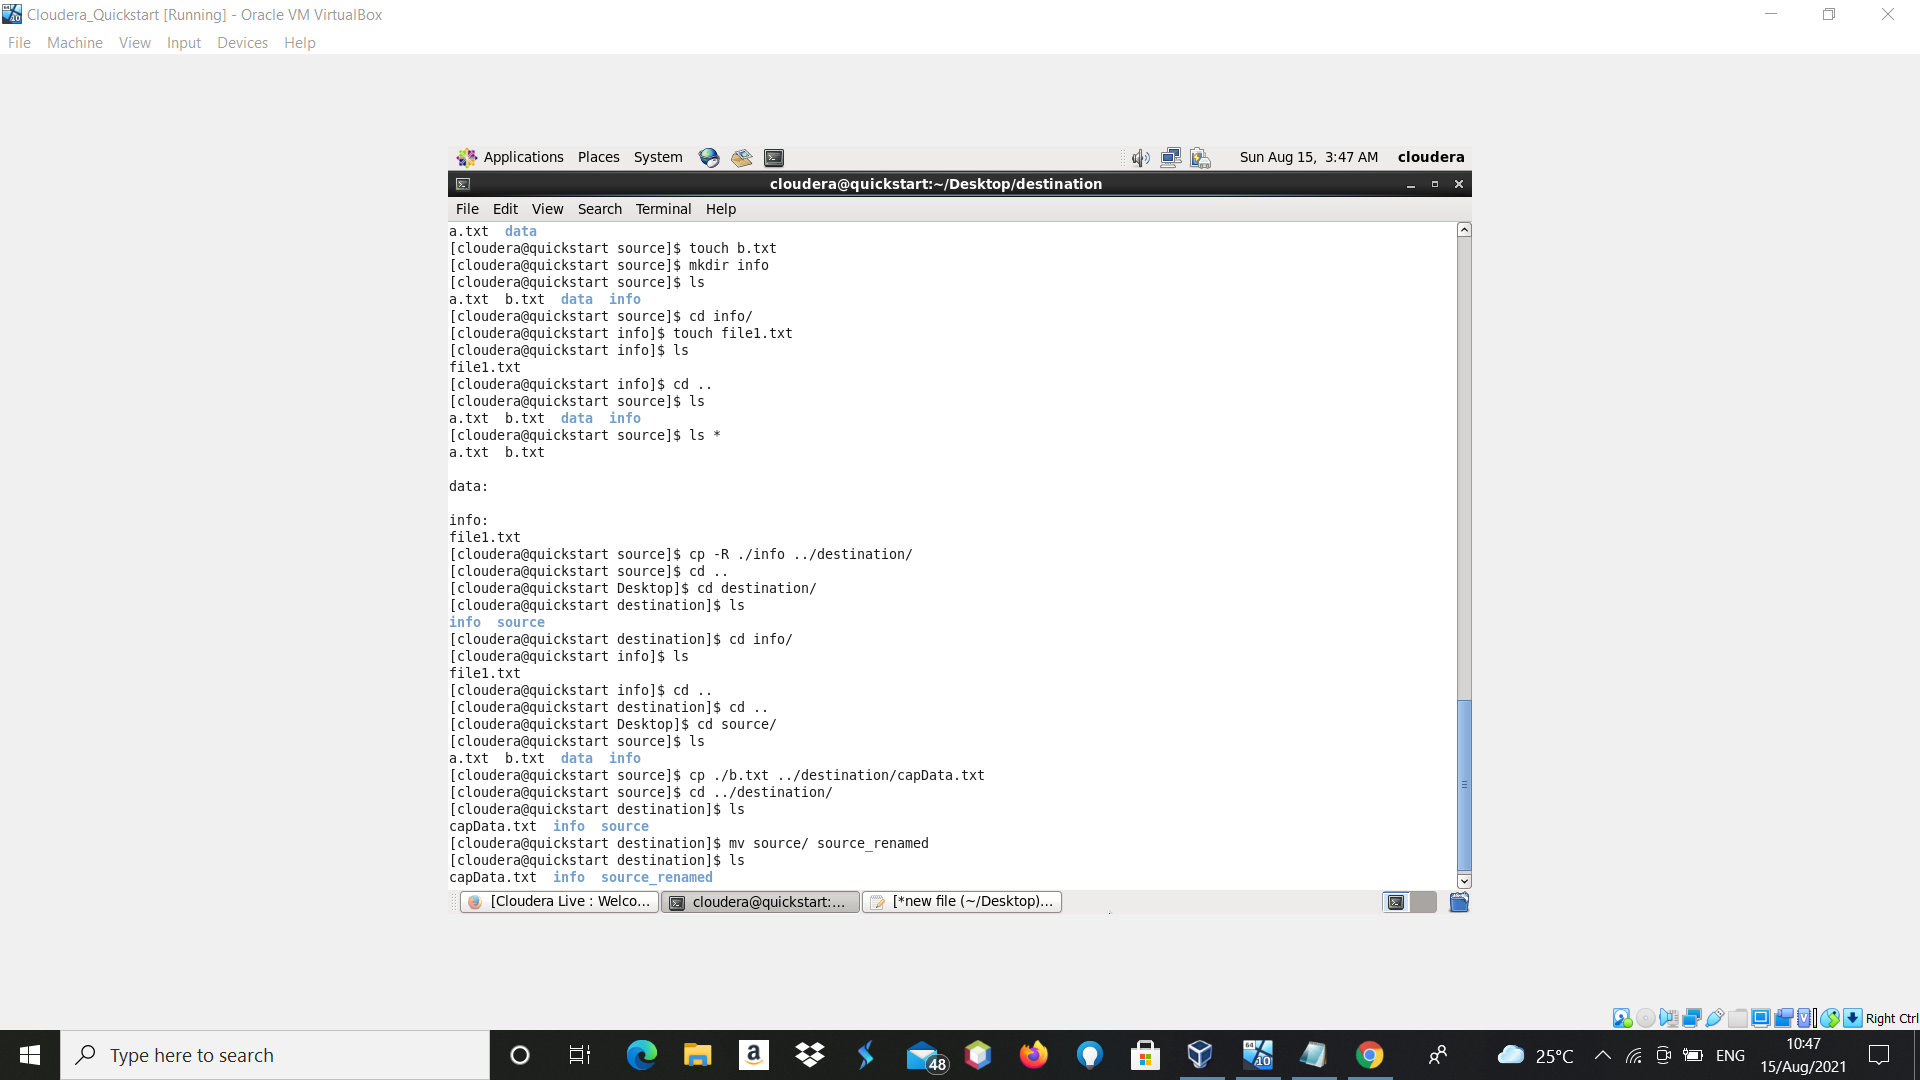 Cloudera_Quickstart [Running] - Oracle VM VirtualBox
File Machine View Input Devices Help
Applications Places System Sun Aug 15, 3:47 AM cloudera
cloudera@quickstart:~/Desktop/destination
File Edit View Search Terminal Help
a.txt data
[cloudera@quickstart source]$ touch b.txt
[cloudera@quickstart source]$ mkdir info
[cloudera@quickstart source]$ ls
a.txt b.txt data info
[cloudera@quickstart source]$ cd info/
[cloudera@quickstart info]$ touch file1.txt
[cloudera@quickstart info]$ ls
file1.txt
[cloudera@quickstart info]$ cd ..
[cloudera@quickstart source]$ ls
a.txt b.txt data info
[cloudera@quickstart source]$ ls *
a.txt b.txt
data:
info:
file1.txt
[cloudera@quickstart source]$ cp -R ./info ../destination/
[cloudera@quickstart source]$ cd ..
[cloudera@quickstart Desktop]$ cd destination/
[cloudera@quickstart destination]$ ls
info source
[cloudera@quickstart destination]$ cd info/
[cloudera@quickstart info]$ ls
file1.txt
[cloudera@quickstart info]$ cd ..
[cloudera@quickstart destination]$ cd ..
[cloudera@quickstart Desktop]$ cd source/
[cloudera@quickstart source]$ ls
a.txt b.txt data info
[cloudera@quickstart source]$ cp ./b.txt ../destination/capData.txt
[cloudera@quickstart source]$ cd ../destination/
[cloudera@quickstart destination]$ ls
capData.txt info source
[cloudera@quickstart destination]$ mv source/ source_renamed
[cloudera@quickstart destination]$ ls
capData.txt info source_renamed
[Cloudera Live : Welco... cloudera@quickstart:... [*new file (~/Desktop)...
Right Ctrl
Type here to search 48 64 10 25°C ENG 10:47
15/Aug/2021